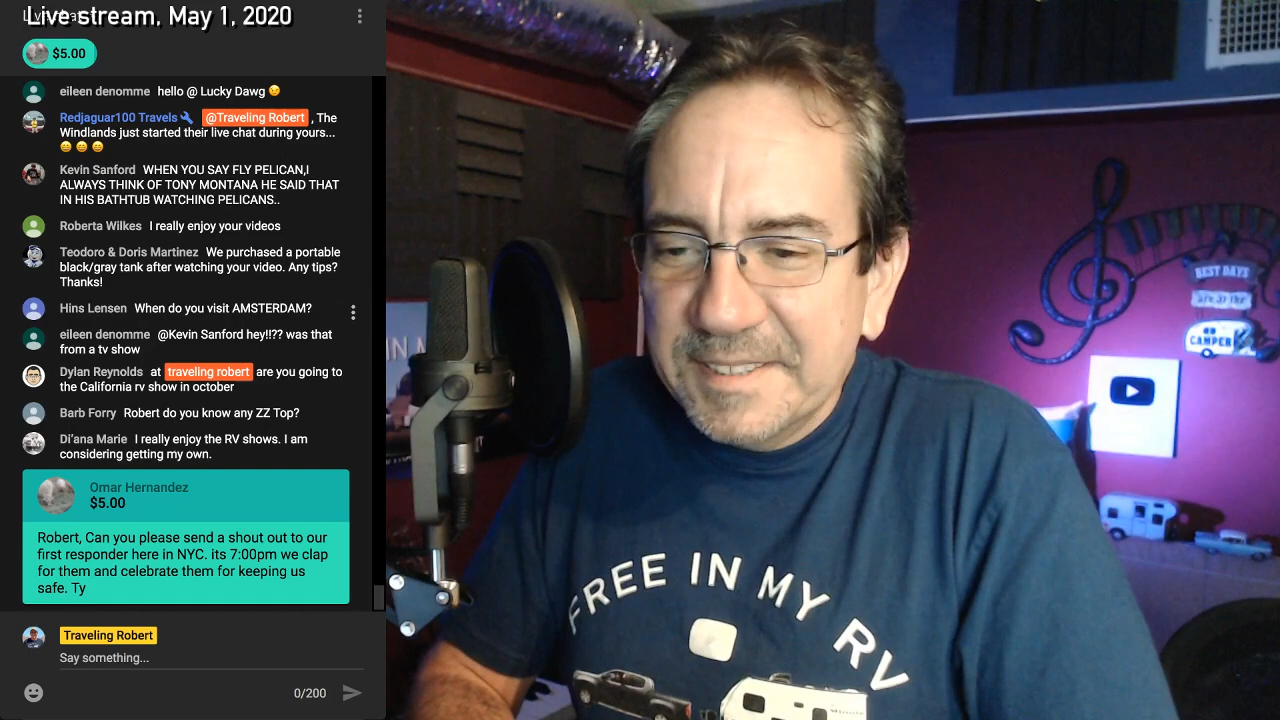 Live stream. May 1, 2020
$5.00
eileen denomme hello @ Lucky Dawg 😉
Redjaguar100 Travels @Traveling Robert , The
Windlands just started their live chat during yours...
😄 😄 😄
Kevin Sanford WHEN YOU SAY FLY PELICAN,I
ALWAYS THINK OF TONY MONTANA HE SAID THAT
IN HIS BATHTUB WATCHING PELICANS..
Roberta Wilkes I really enjoy your videos
Teodoro & Doris Martinez We purchased a portable
black/gray tank after watching your video. Any tips?
Thanks!
Hins Lensen When do you visit AMSTERDAM?
eileen denomme @Kevin Sanford hey!!?? was that
from a tv show
Dylan Reynolds at traveling robert are you going to
the California rv show in october
Barb Forry Robert do you know any ZZ Top?
Di'ana Marie I really enjoy the RV shows. I am
considering getting my own.
Omar Hernandez
$5.00
Robert, Can you please send a shout out to our
first responder here in NYC. its 7:00pm we clap
for them and celebrate them for keeping us
safe. Ty
Traveling Robert
Say something...
0/200
BEST DAYS
CAMPER
IN M
FREE IN MY RV